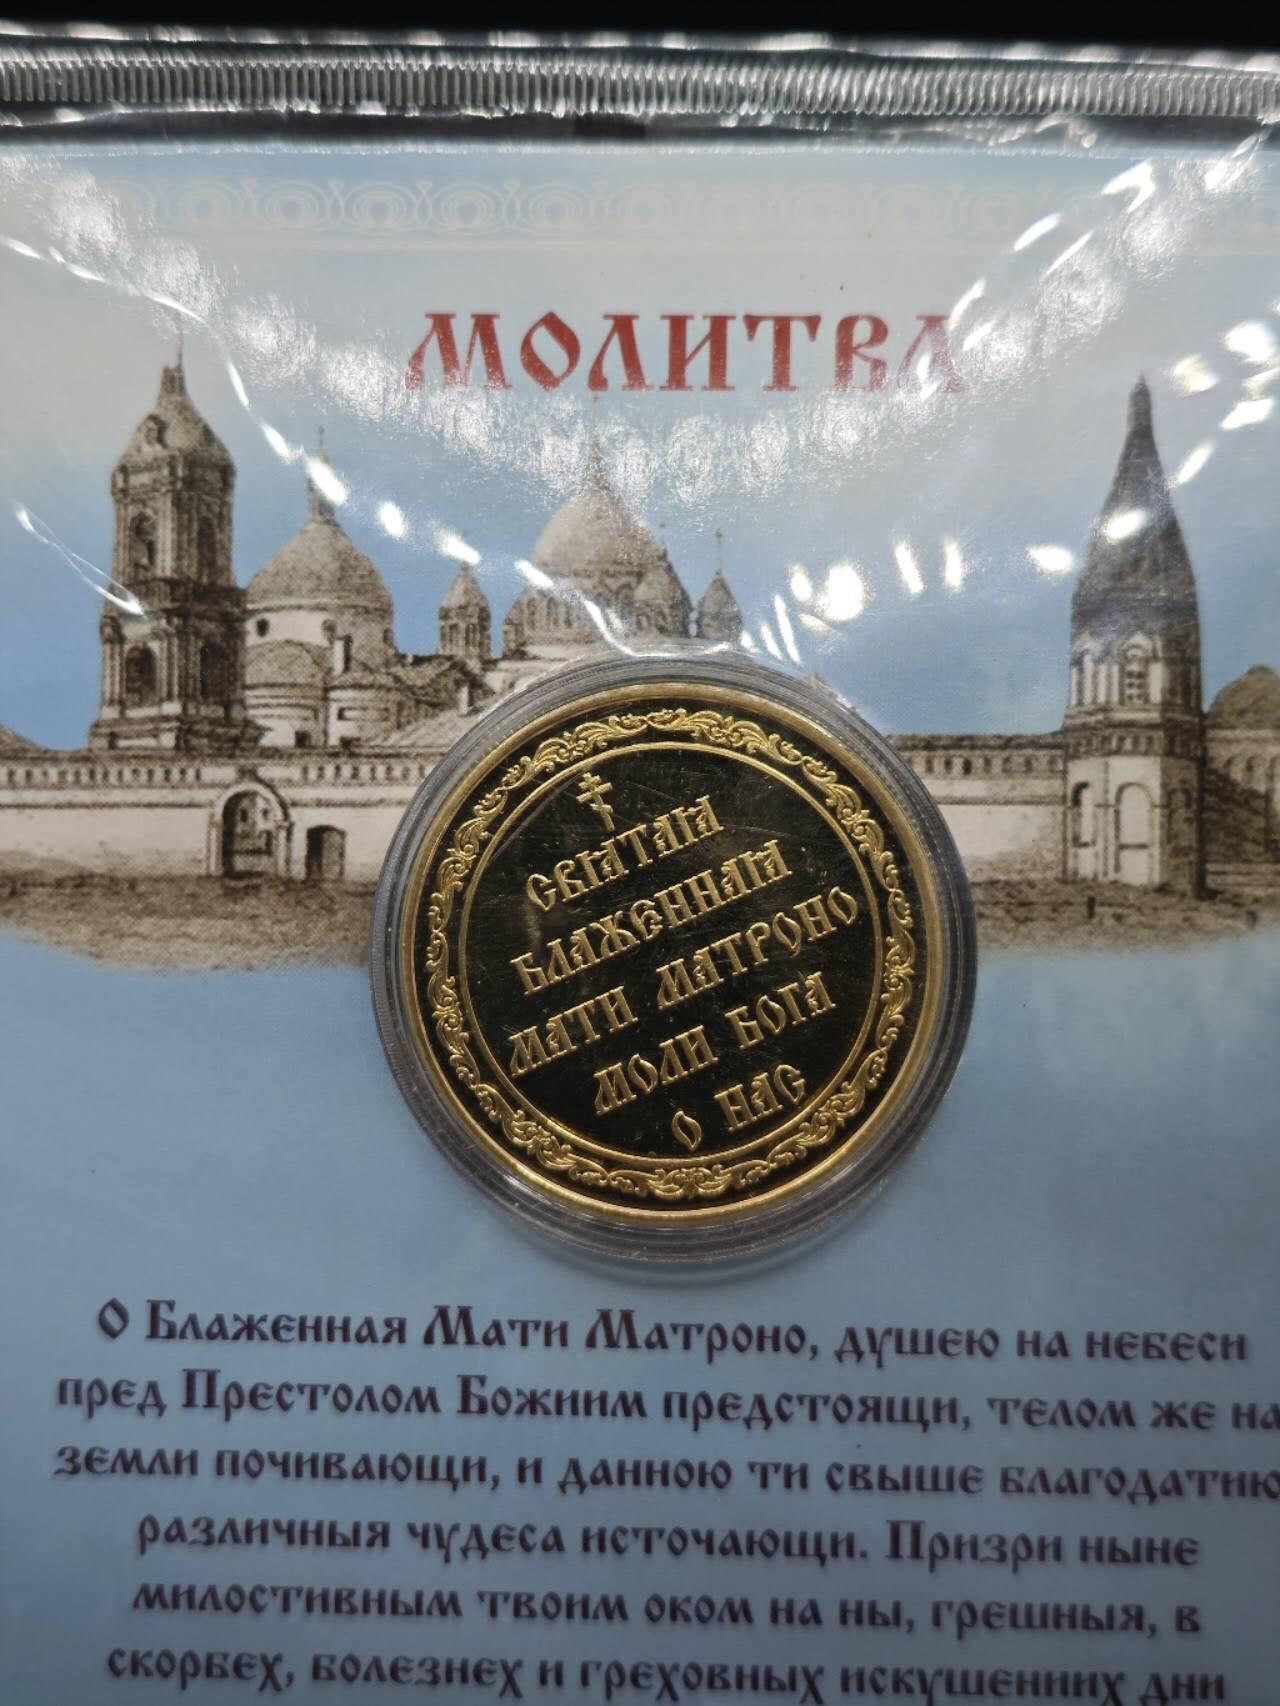 МОЛИТВА
СВЯТАЯ
БЛАЖЕННАЯ
МАТИ МАТРОНО
МОЛИ БОГА
О НАС
О Блаженная Мати Матроно, душею на небеси
пред Престолом Божиим предстоящи, телом же на
земли почивающи, и данною ти свыше благодатию
различныя чудеса источающи. Призри ныне
милостивным твоим оком на ны, грешныя, в
скорбех, болезнех и греховных искушениих дни